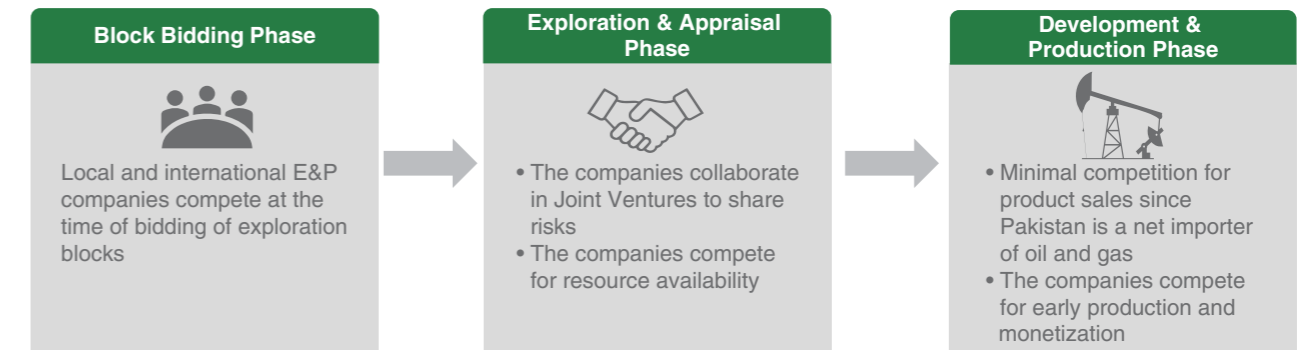 Block Bidding Phase
Local and international E&P
companies compete at the
time of bidding of exploration
blocks
Exploration & Appraisal
Phase
• The companies collaborate
in Joint Ventures to share
risks
• The companies compete
for resource availability
Development &
Production Phase
• Minimal competition for
product sales since
Pakistan is a net importer
of oil and gas
• The companies compete
for early production and
monetization